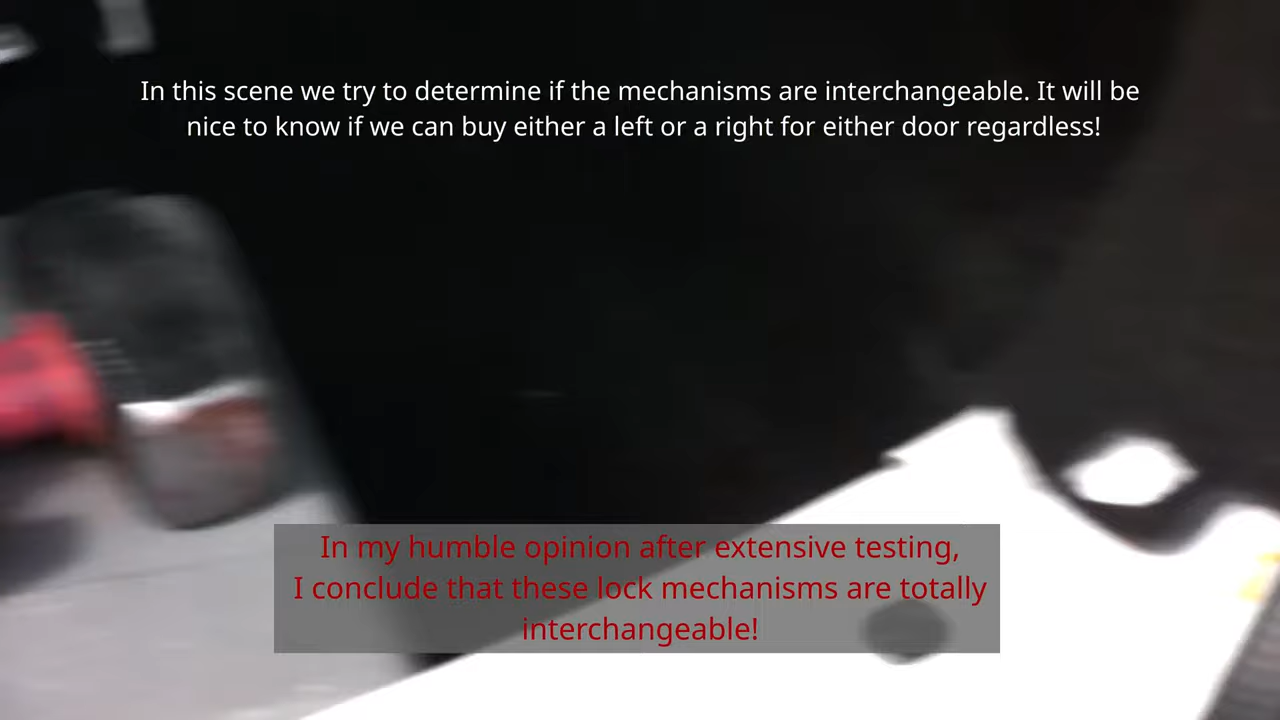 In this scene we try to determine if the mechanisms are interchangeable. It will be
nice to know if we can buy either a left or a right for either door regardless!
In my humble opinion after extensive testing,
I conclude that these lock mechanisms are totally
interchangeable!